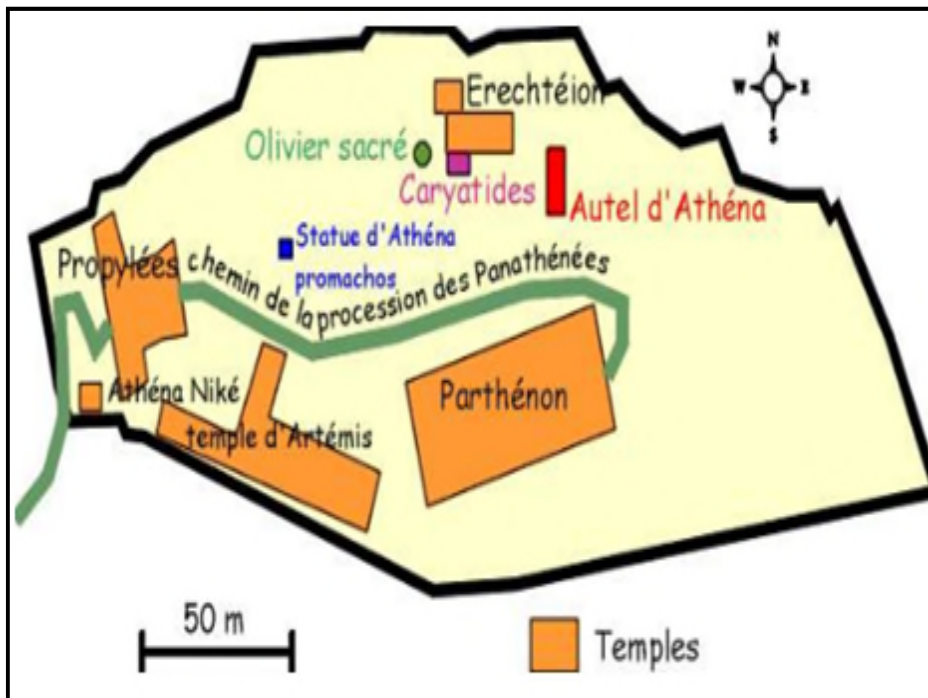 N
W E
S
Erechtéion
Olivier sacré
Caryatides
Autel d'Athéna
Statue d'Athéna
promachos
Propylées
chemin de la procession des Panathénées
Athéna Niké
temple d'Artémis
Parthénon
50 m
Temples